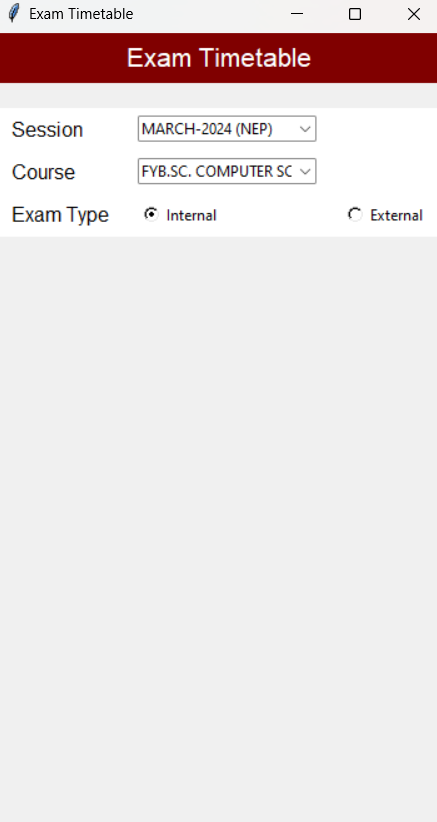 Exam Timetable
Exam Timetable
Session MARCH-2024 (NEP)
Course FYB.SC. COMPUTER SC
Exam Type Internal External